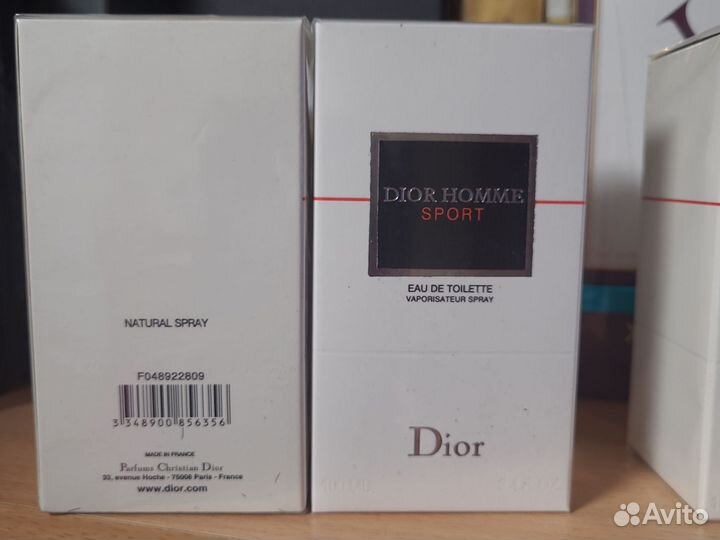 NATURAL SPRAY
F048922809
3 348900 856356
MADE IN FRANCE
Parfums Christian Dior
33, avenue Hoche - 75008 Paris - France
www.dior.com
DIOR HOMME
SPORT
EAU DE TOILETTE
VAPORISATEUR SPRAY
Dior
Avito